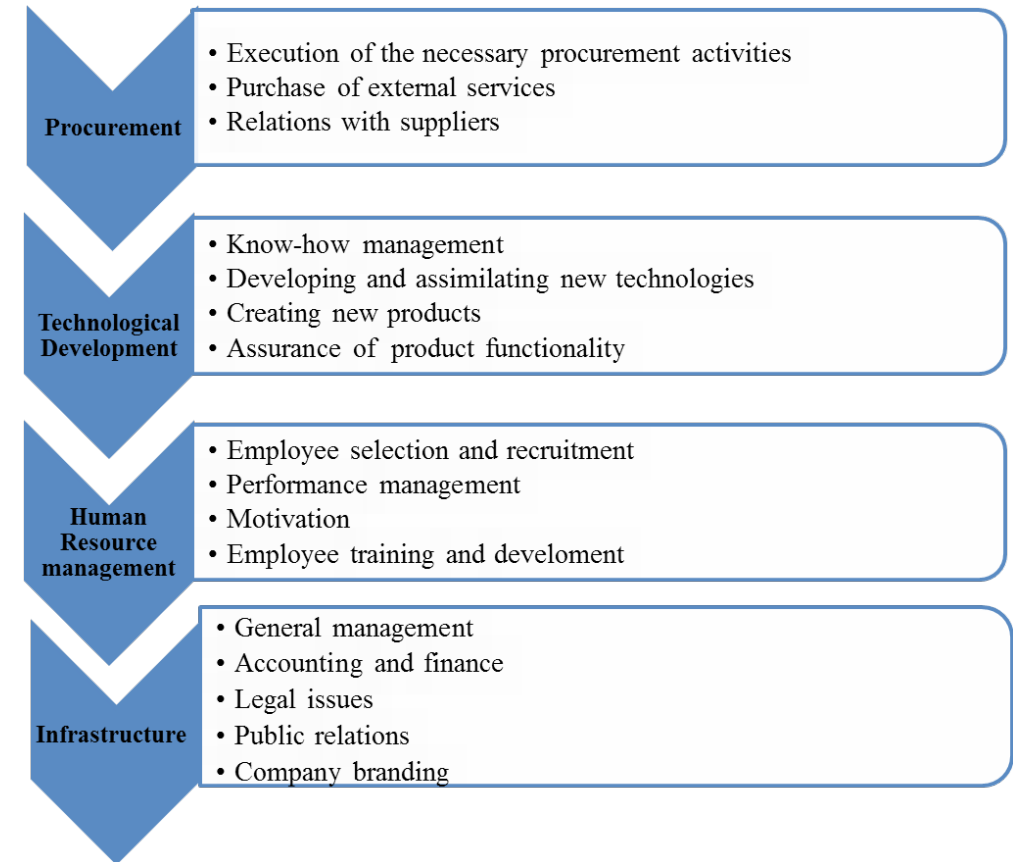 Procurement
• Execution of the necessary procurement activities
• Purchase of external services
• Relations with suppliers
Technological
Development
• Know-how management
• Developing and assimilating new technologies
• Creating new products
• Assurance of product functionality
Human
Resource
management
• Employee selection and recruitment
• Performance management
• Motivation
• Employee training and develoment
Infrastructure
• General management
• Accounting and finance
• Legal issues
• Public relations
• Company branding